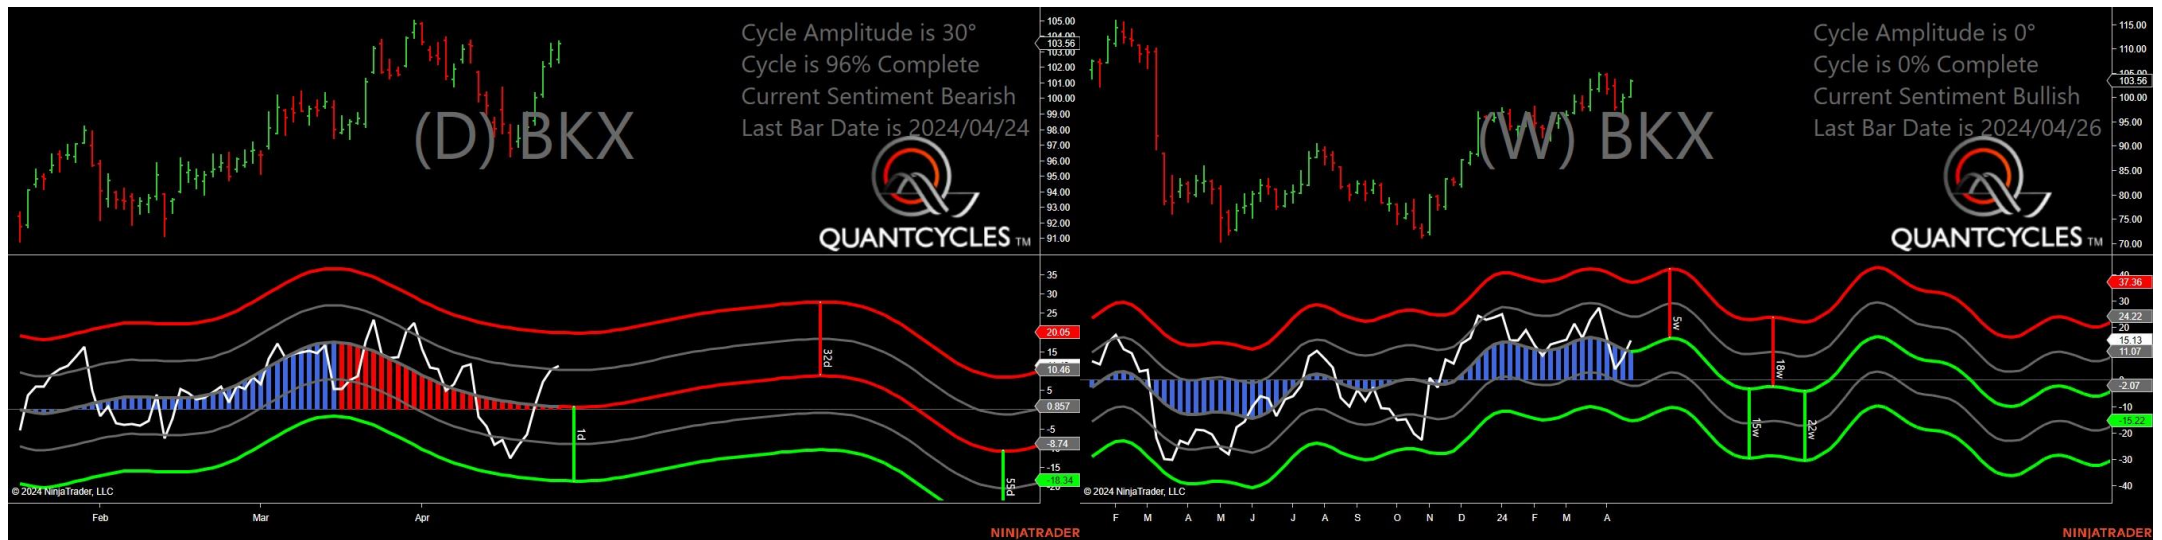 Cycle Amplitude is 30°
Cycle is 96% Complete
Current Sentiment Bearish
Last Bar Date is 2024/04/24
(D) BKX
QUANTCYCLES TM
105.00
104.00
103.56
103.00
102.00
101.00
100.00
99.00
98.00
97.00
96.00
95.00
94.00
93.00
92.00
91.00
35
30
25
20.05
15
10.46
5
0.857
-5
-8.74
-15
-18.34
32d
1d
55d
© 2024 NinjaTrader, LLC
Feb Mar Apr
NINJATRADER
Cycle Amplitude is 0°
Cycle is 0% Complete
Current Sentiment Bullish
Last Bar Date is 2024/04/26
(W) BKX
QUANTCYCLES TM
115.00
110.00
105.00
103.56
100.00
95.00
90.00
85.00
80.00
75.00
70.00
40
37.36
30
24.22
20
15.13
11.07
-2.07
-10
-15.22
-20
-30
-40
5w
18w
15w
22w
© 2024 NinjaTrader, LLC
F M A M J J A S O N D 24 F M A
NINJATRADER